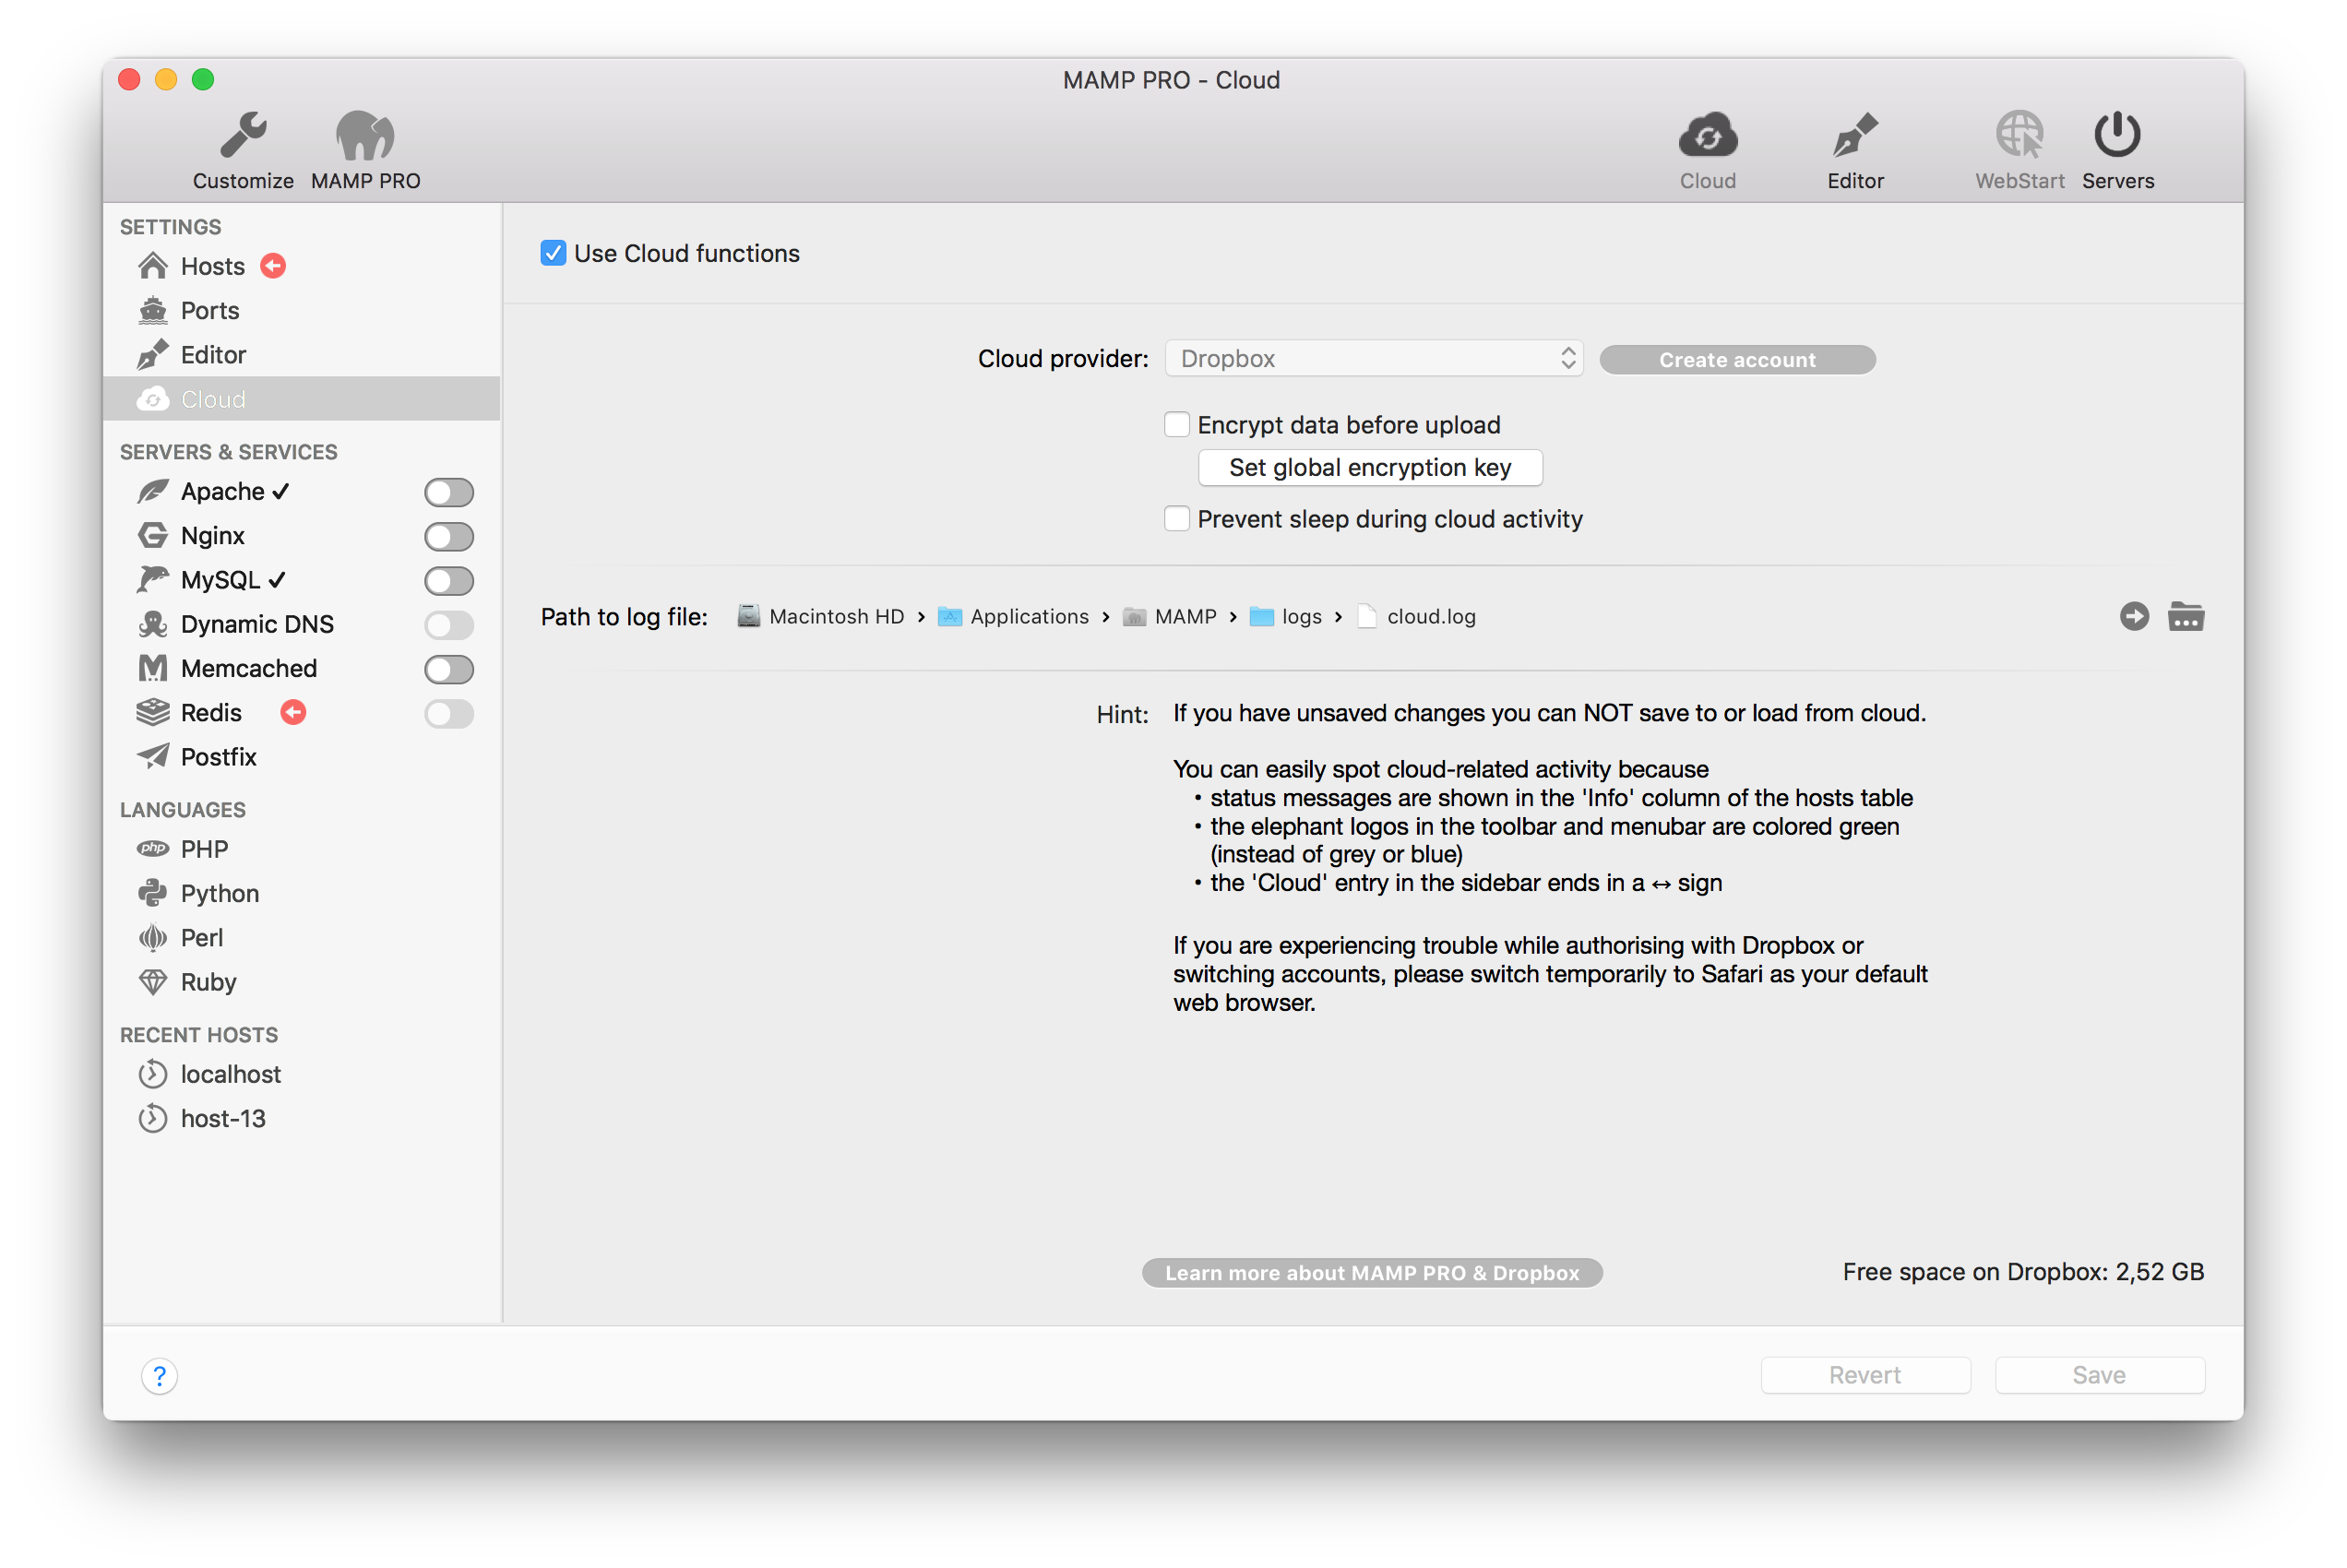 MAMP PRO - Cloud
Customize
MAMP PRO
Cloud
Editor
WebStart
Servers
SETTINGS
Hosts
Ports
Editor
Cloud
SERVERS & SERVICES
Apache ✓
Nginx
MySQL ✓
Dynamic DNS
Memcached
Redis
Postfix
LANGUAGES
php PHP
Python
Perl
Ruby
RECENT HOSTS
localhost
host-13
Use Cloud functions
Cloud provider: Dropbox Create account
Encrypt data before upload
Set global encryption key
Prevent sleep during cloud activity
Path to log file: Macintosh HD › Applications › MAMP › logs › cloud.log
Hint: If you have unsaved changes you can NOT save to or load from cloud.
You can easily spot cloud-related activity because
• status messages are shown in the 'Info' column of the hosts table
• the elephant logos in the toolbar and menubar are colored green
(instead of grey or blue)
• the 'Cloud' entry in the sidebar ends in a ↔ sign
If you are experiencing trouble while authorising with Dropbox or
switching accounts, please switch temporarily to Safari as your default
web browser.
Learn more about MAMP PRO & Dropbox
Free space on Dropbox: 2,52 GB
?
Revert
Save